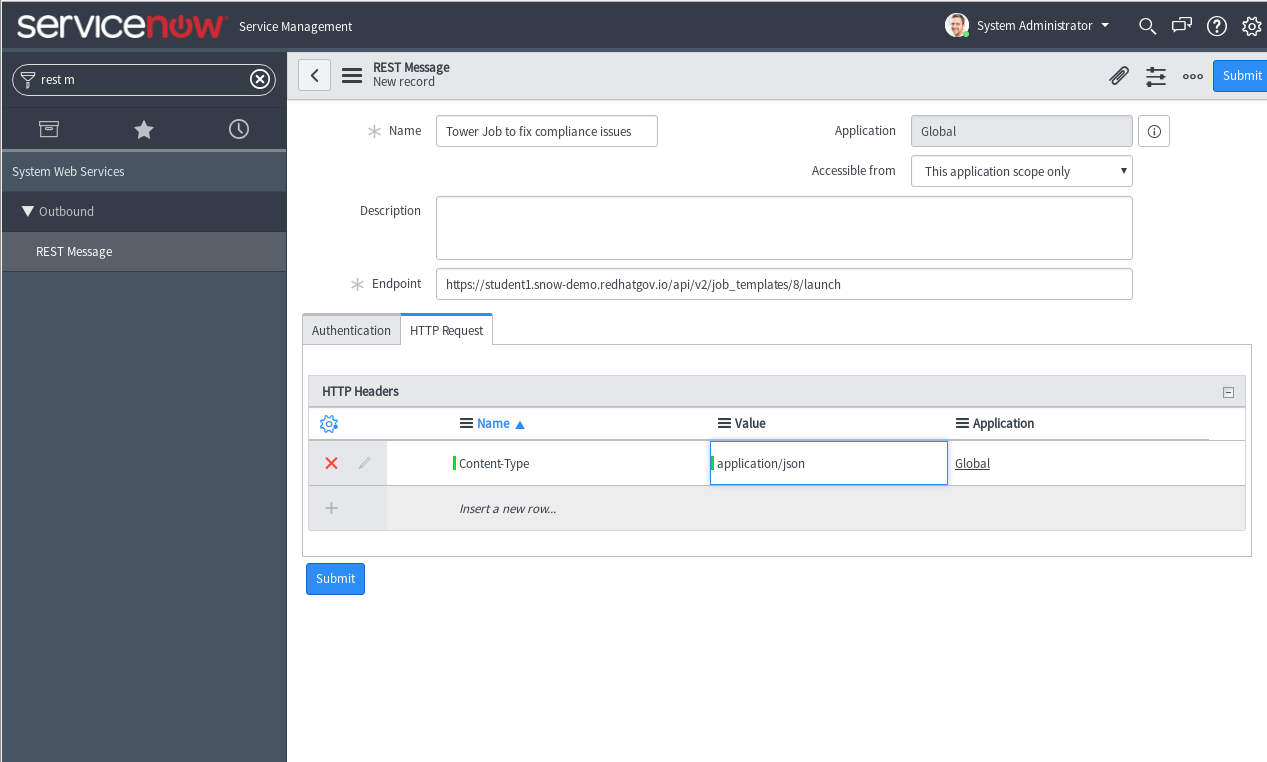 servicenow Service Management
System Administrator
rest m
System Web Services
Outbound
REST Message
REST Message
New record
Submit
Name Tower Job to fix compliance issues
Application Global
Accessible from This application scope only
Description
Endpoint https://student1.snow-demo.redhatgov.io/api/v2/job_templates/8/launch
Authentication HTTP Request
HTTP Headers
Name Value Application
Content-Type application/json Global
Insert a new row...
Submit